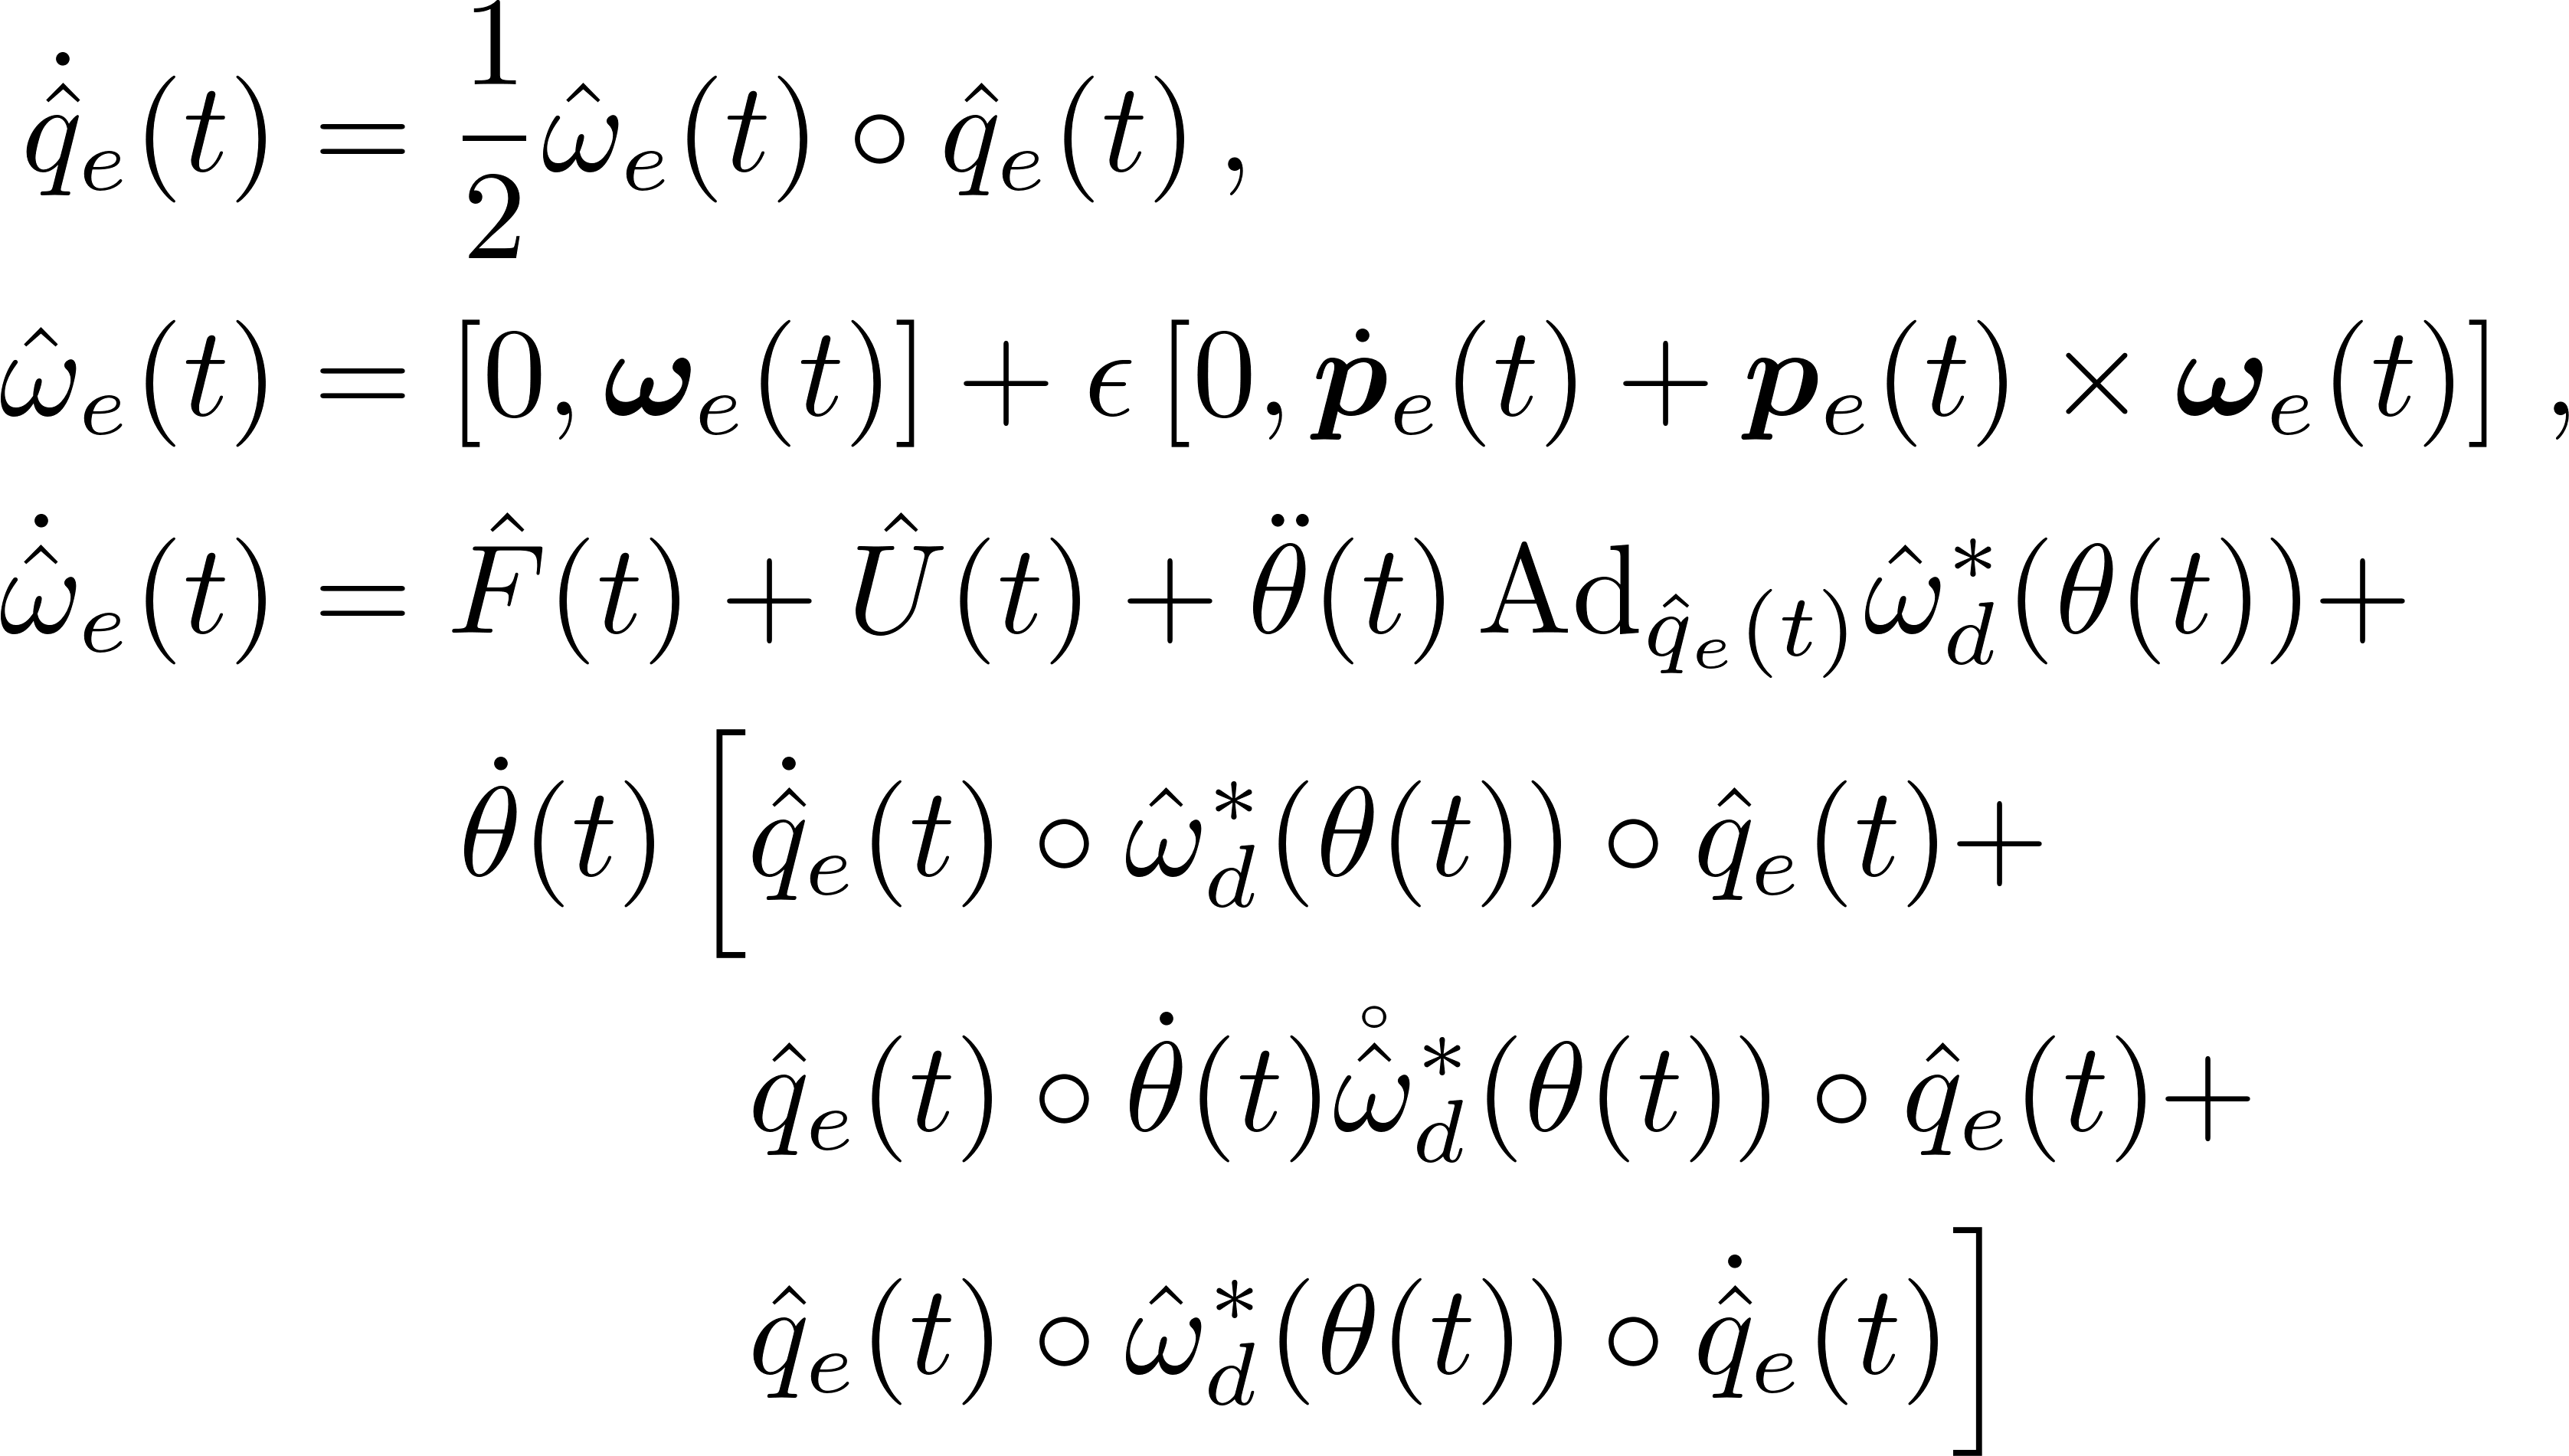 \dot{\hat{q}}_e(t) = \frac{1}{2}\hat{\omega}_e(t) \circ \hat{q}_e(t)\,,
\hat{\omega}_e(t) = [0, \boldsymbol{\omega}_e(t)] + \epsilon\,[0, \dot{\boldsymbol{p}}_e(t) + \boldsymbol{p}_e(t) \times \boldsymbol{\omega}_e(t)]\,,
\dot{\hat{\omega}}_e(t) = \hat{F}(t) + \hat{U}(t) + \ddot{\theta}(t)\,\mathrm{Ad}_{\hat{q}_e(t)}\hat{\omega}_d^*(\theta(t))+
\dot{\theta}(t)\,\Big[\dot{\hat{q}}_e(t) \circ \hat{\omega}_d^*(\theta(t)) \circ \hat{q}_e(t)+
\hat{q}_e(t) \circ \dot{\theta}(t)\mathring{\hat{\omega}}_d^*(\theta(t)) \circ \hat{q}_e(t)+
\hat{q}_e(t) \circ \hat{\omega}_d^*(\theta(t)) \circ \dot{\hat{q}}_e(t)\Big]